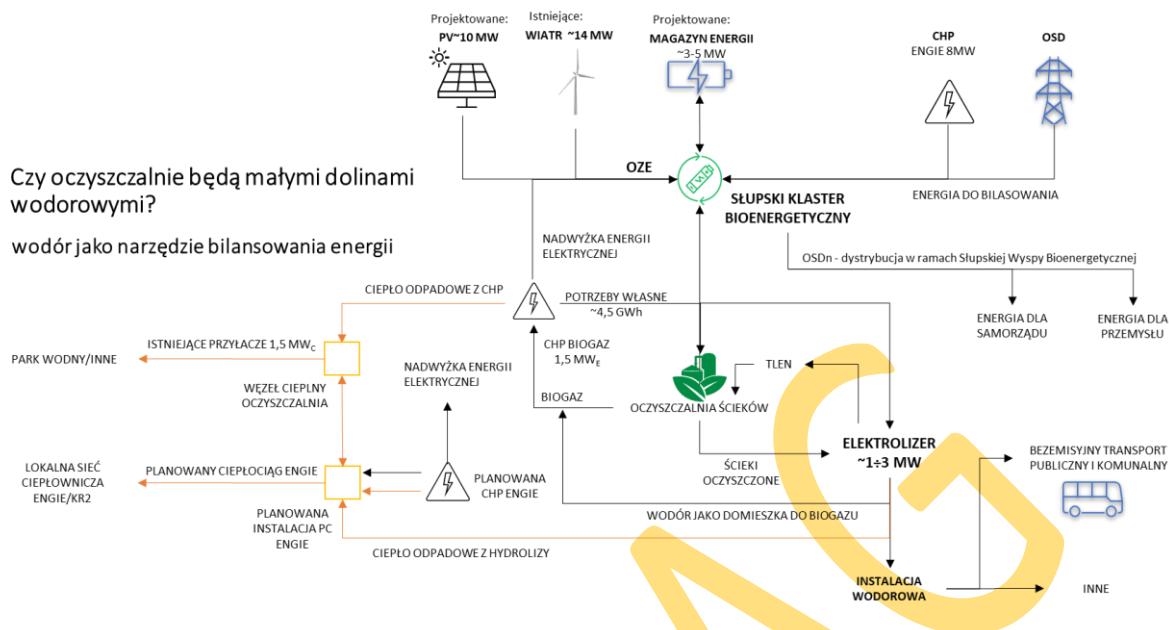 Projektowane:
PV~10 MW
Istniejące:
WIATR ~14 MW
Projektowane:
MAGAZYN ENERGII
~3-5 MW
CHP
ENGIE 8MW
OSD
Czy oczyszczalnie będą małymi dolinami
wodorowymi?
wodór jako narzędzie bilansowania energii
OZE
SŁUPSKI KLASTER
BIOENERGETYCZNY
ENERGIA DO BILASOWANIA
NADWYŻKA ENERGII
ELEKTRYCZNEJ
OSDn - dystrybucja w ramach Słupskiej Wyspy Bioenergetycznej
CIEPŁO ODPADOWE Z CHP
POTRZEBY WŁASNE
~4,5 GWh
ENERGIA DLA
SAMORZĄDU
ENERGIA DLA
PRZEMYSŁU
ISTNIEJĄCE PRZYŁACZE 1,5 MWC
PARK WODNY/INNE
CHP BIOGAZ
1,5 MWE
NADWYŻKA ENERGII
ELEKTRYCZNEJ
TLEN
WĘZEŁ CIEPLNY
OCZYSZCZALNIA
BIOGAZ
OCZYSZCZALNIA ŚCIEKÓW
ELEKTROLIZER
~1÷3 MW
LOKALNA SIEĆ
CIEPŁOWNICZA
ENGIE/KR2
PLANOWANY CIEPŁOCIĄG ENGIE
PLANOWANA
CHP ENGIE
ŚCIEKI
OCZYSZCZONE
BEZEMISYJNY TRANSPORT
PUBLICZNY I KOMUNALNY
PLANOWANA
INSTALACJA PC
ENGIE
WODÓR JAKO DOMIESZKA DO BIOGAZU
CIEPŁO ODPADOWE Z HYDROLIZY
INSTALACJA
WODOROWA
INNE